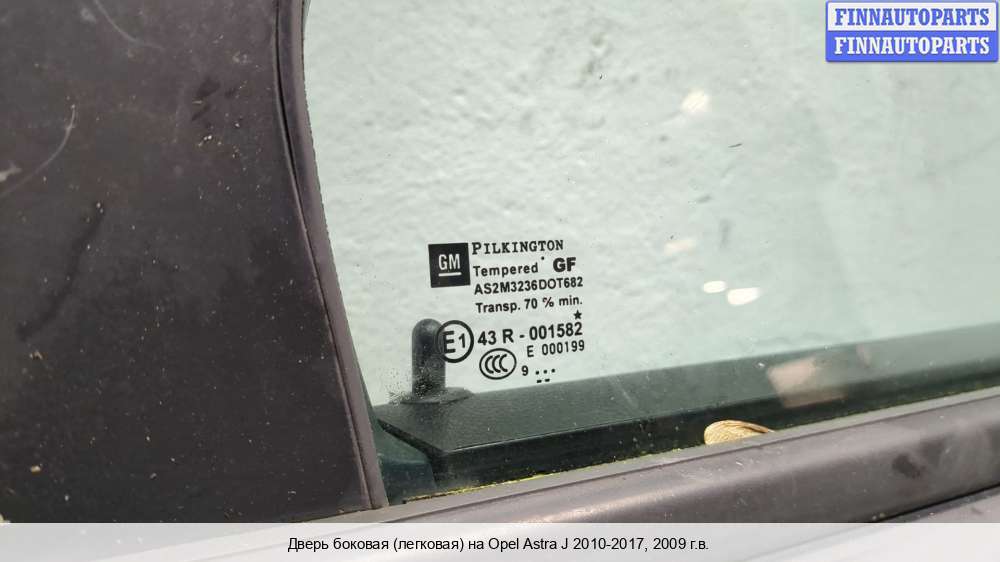 FINNAUTOPARTS
FINNAUTOPARTS
GM PILKINGTON
Tempered GF
AS2M3236DOT682
Transp. 70 % min.
E1 43 R - 001582
CCC E 000199
9 ...
Дверь боковая (легковая) на Opel Astra J 2010-2017, 2009 г.в.